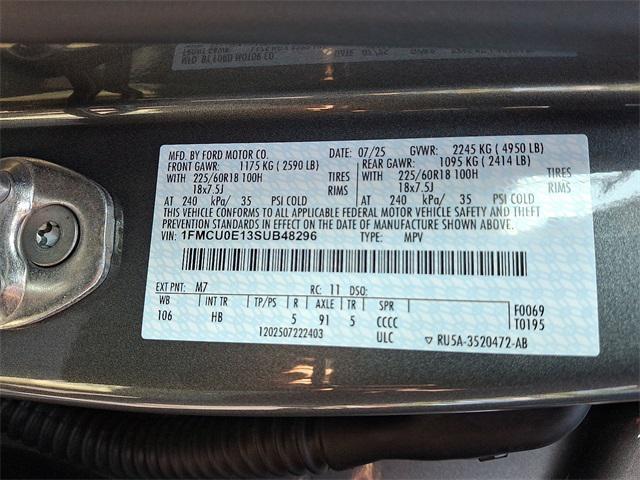 MFD. BY FORD MOTOR CO. DATE: 07/25 GVWR: 2245 KG ( 4950 LB)
FRONT GAWR: 1175 KG ( 2590 LB) REAR GAWR: 1095 KG ( 2414 LB)
WITH 225/60R18 100H TIRES WITH 225/60R18 100H TIRES
18x7.5J RIMS 18x7.5J RIMS
AT 240 kPa/ 35 PSI COLD AT 240 kPa/ 35 PSI COLD
THIS VEHICLE CONFORMS TO ALL APPLICABLE FEDERAL MOTOR VEHICLE SAFETY AND THEFT
PREVENTION STANDARDS IN EFFECT ON THE DATE OF MANUFACTURE SHOWN ABOVE.
VIN: 1FMCU0E13SUB48296 TYPE: MPV
EXT PNT: M7 RC: 11 DSO:
WB INT TR TP/PS R AXLE TR SPR F0069
106 HB 5 91 5 CCCC T0195
1202507222403 ULC ▽ RU5A-3520472-AB